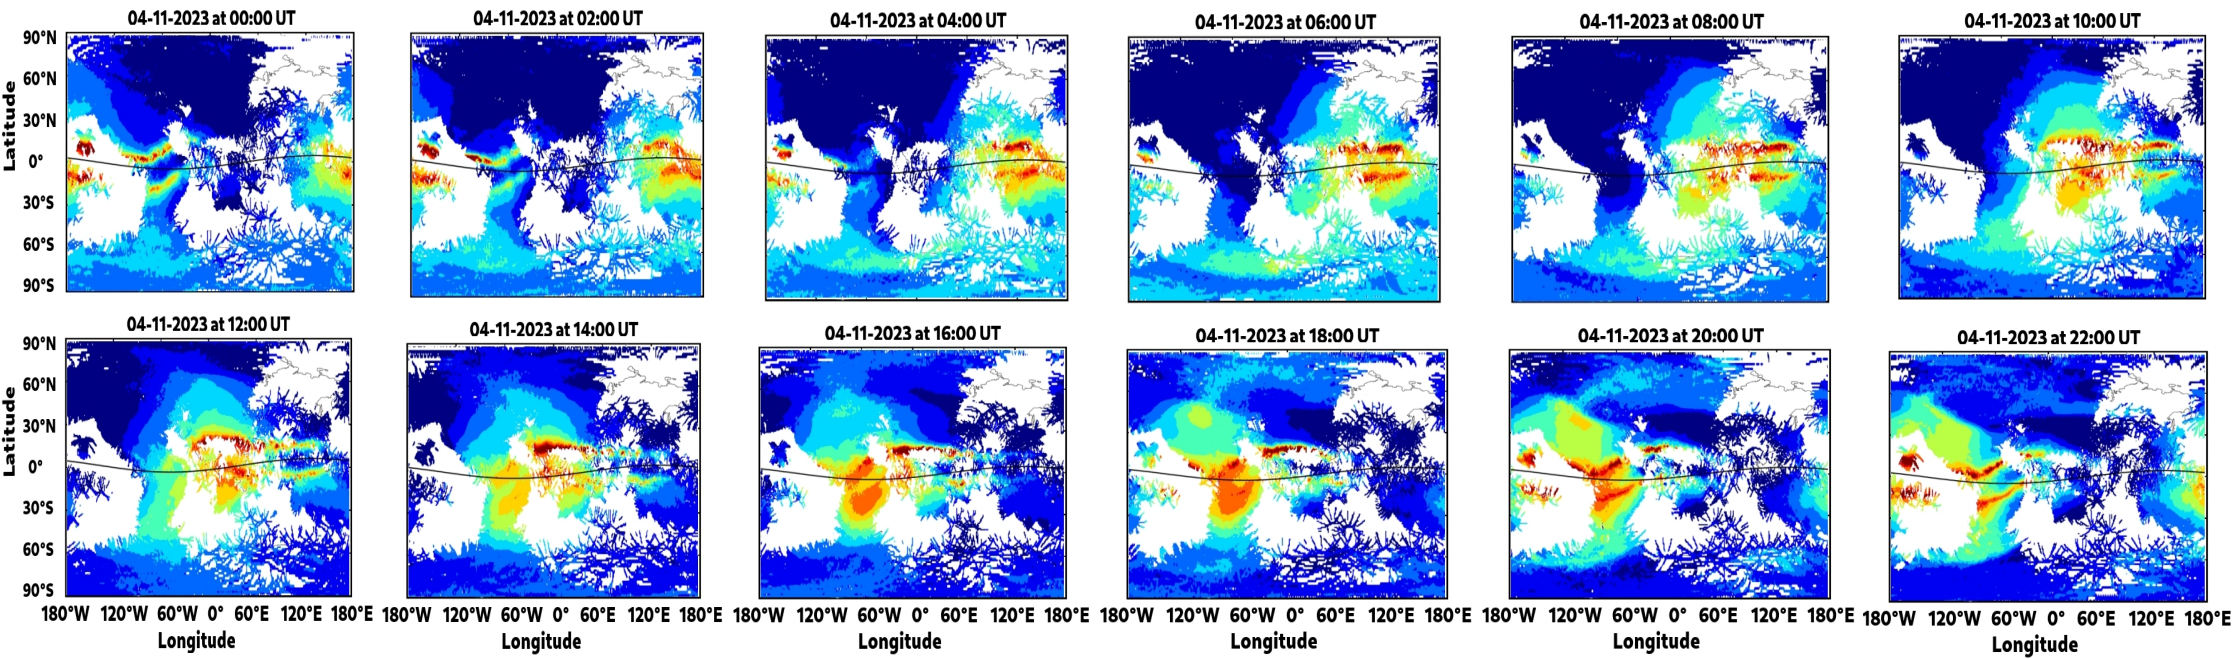 04-11-2023 at 00:00 UT 04-11-2023 at 02:00 UT 04-11-2023 at 04:00 UT 04-11-2023 at 06:00 UT 04-11-2023 at 08:00 UT 04-11-2023 at 10:00 UT
90°N
60°N
30°N
0°
30°S
60°S
90°S
Latitude
04-11-2023 at 12:00 UT 04-11-2023 at 14:00 UT 04-11-2023 at 16:00 UT 04-11-2023 at 18:00 UT 04-11-2023 at 20:00 UT 04-11-2023 at 22:00 UT
90°N
60°N
30°N
0°
30°S
60°S
90°S
Latitude
180°W 120°W 60°W 0° 60°E 120°E 180°E 180°W 120°W 60°W 0° 60°E 120°E 180°E 180°W 120°W 60°W 0° 60°E 120°E 180°E 180°W 120°W 60°W 0° 60°E 120°E 180°E 180°W 120°W 60°W 0° 60°E 120°E 180°E 180°W 120°W 60°W 0° 60°E 120°E 180°E
Longitude Longitude Longitude Longitude Longitude Longitude